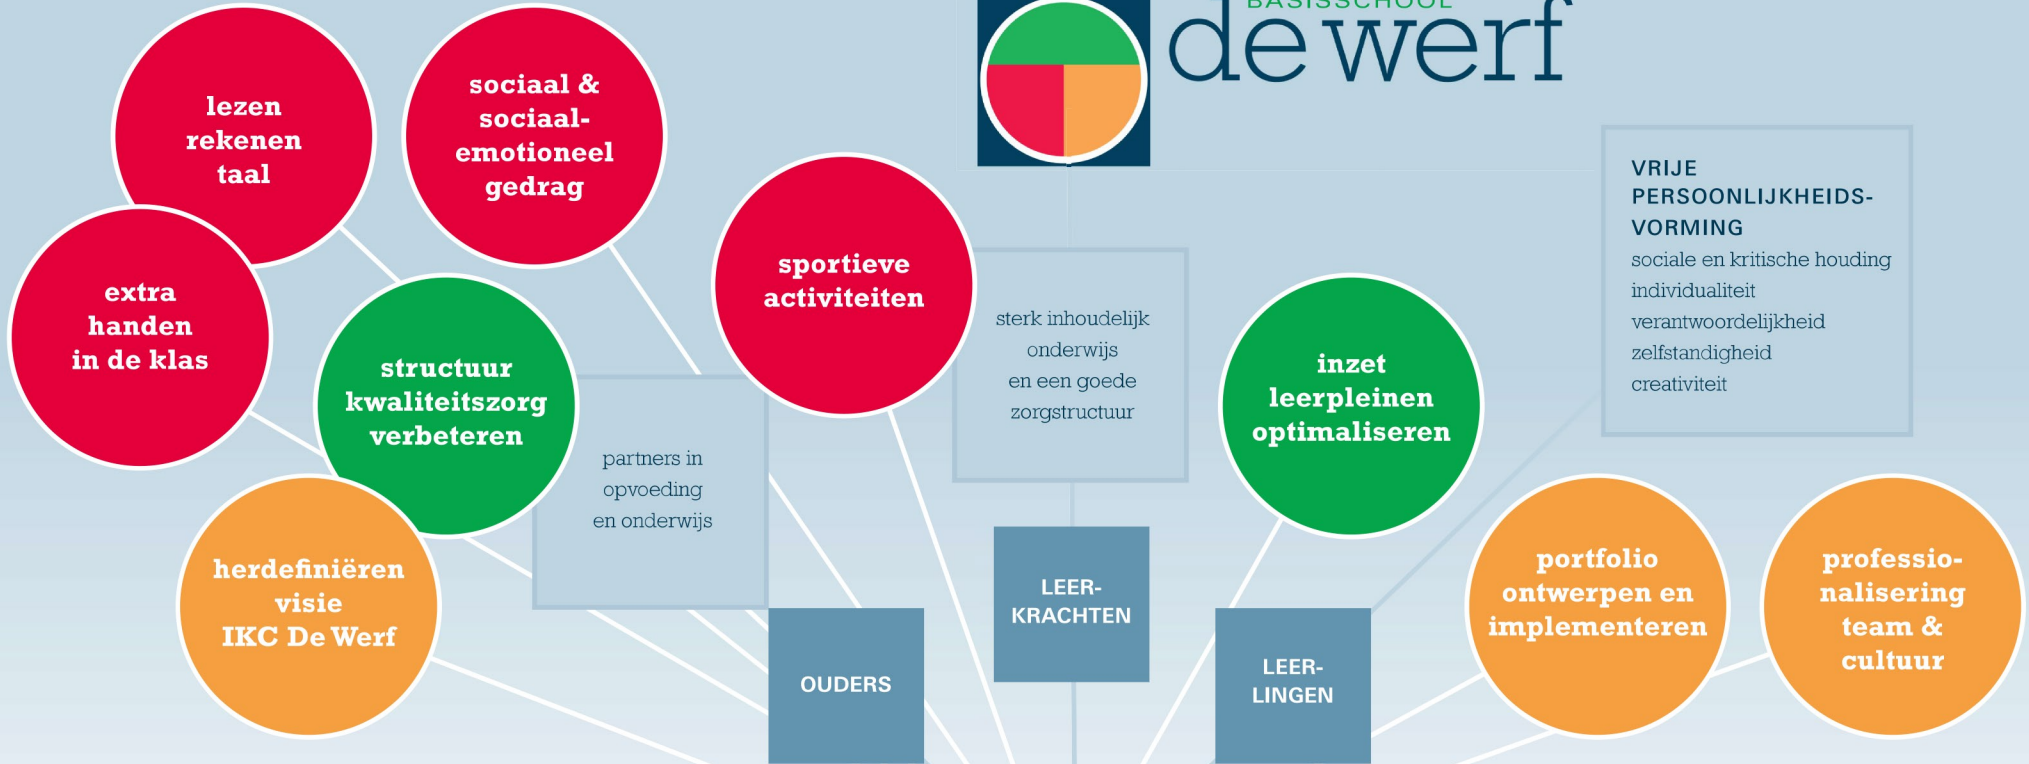 BASISSCHOOL
de werf
lezen
rekenen
taal
sociaal &
sociaal-
emotioneel
gedrag
extra
handen
in de klas
sportieve
activiteiten
structuur
kwaliteitszorg
verbeteren
partners in
opvoeding
en onderwijs
sterk inhoudelijk
onderwijs
en een goede
zorgstructuur
inzet
leerpleinen
optimaliseren
VRIJE
PERSOONLIJKHEIDS-
VORMING
sociale en kritische houding
individualiteit
verantwoordelijkheid
zelfstandigheid
creativiteit
herdefiniëren
visie
IKC De Werf
OUDERS
LEER-
KRACHTEN
LEER-
LINGEN
portfolio
ontwerpen en
implementeren
professio-
nalisering
team &
cultuur